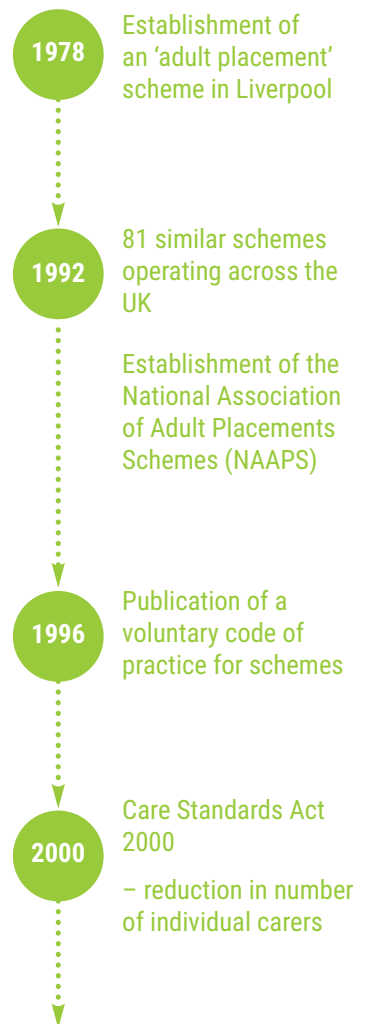 1978
Establishment of
an ‘adult placement’
scheme in Liverpool
1992
81 similar schemes
operating across the
UK
Establishment of the
National Association
of Adult Placements
Schemes (NAAPS)
1996
Publication of a
voluntary code of
practice for schemes
2000
Care Standards Act
2000
– reduction in number
of individual carers